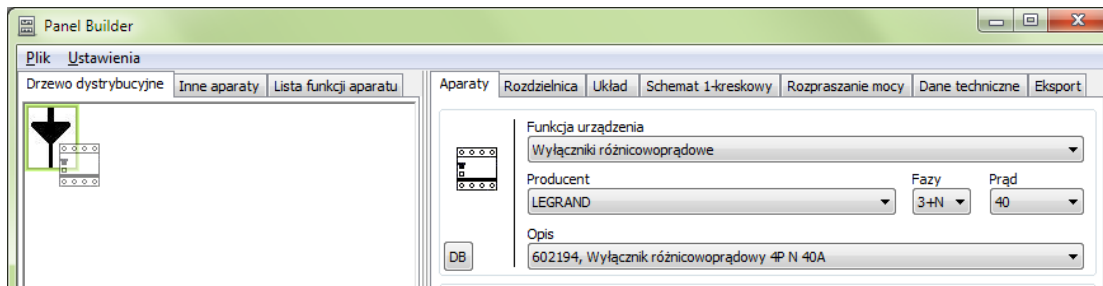 Panel Builder
Plik Ustawienia
Drzewo dystrybucyjne Inne aparaty Lista funkcji aparatu
Aparaty Rozdzielnica Układ Schemat 1-kreskowy Rozpraszanie mocy Dane techniczne Eksport
Funkcja urządzenia
Wyłączniki różnicowoprądowe
Producent Fazy Prąd
LEGRAND 3+N 40
Opis
DB 602194, Wyłącznik różnicowoprądowy 4P N 40A